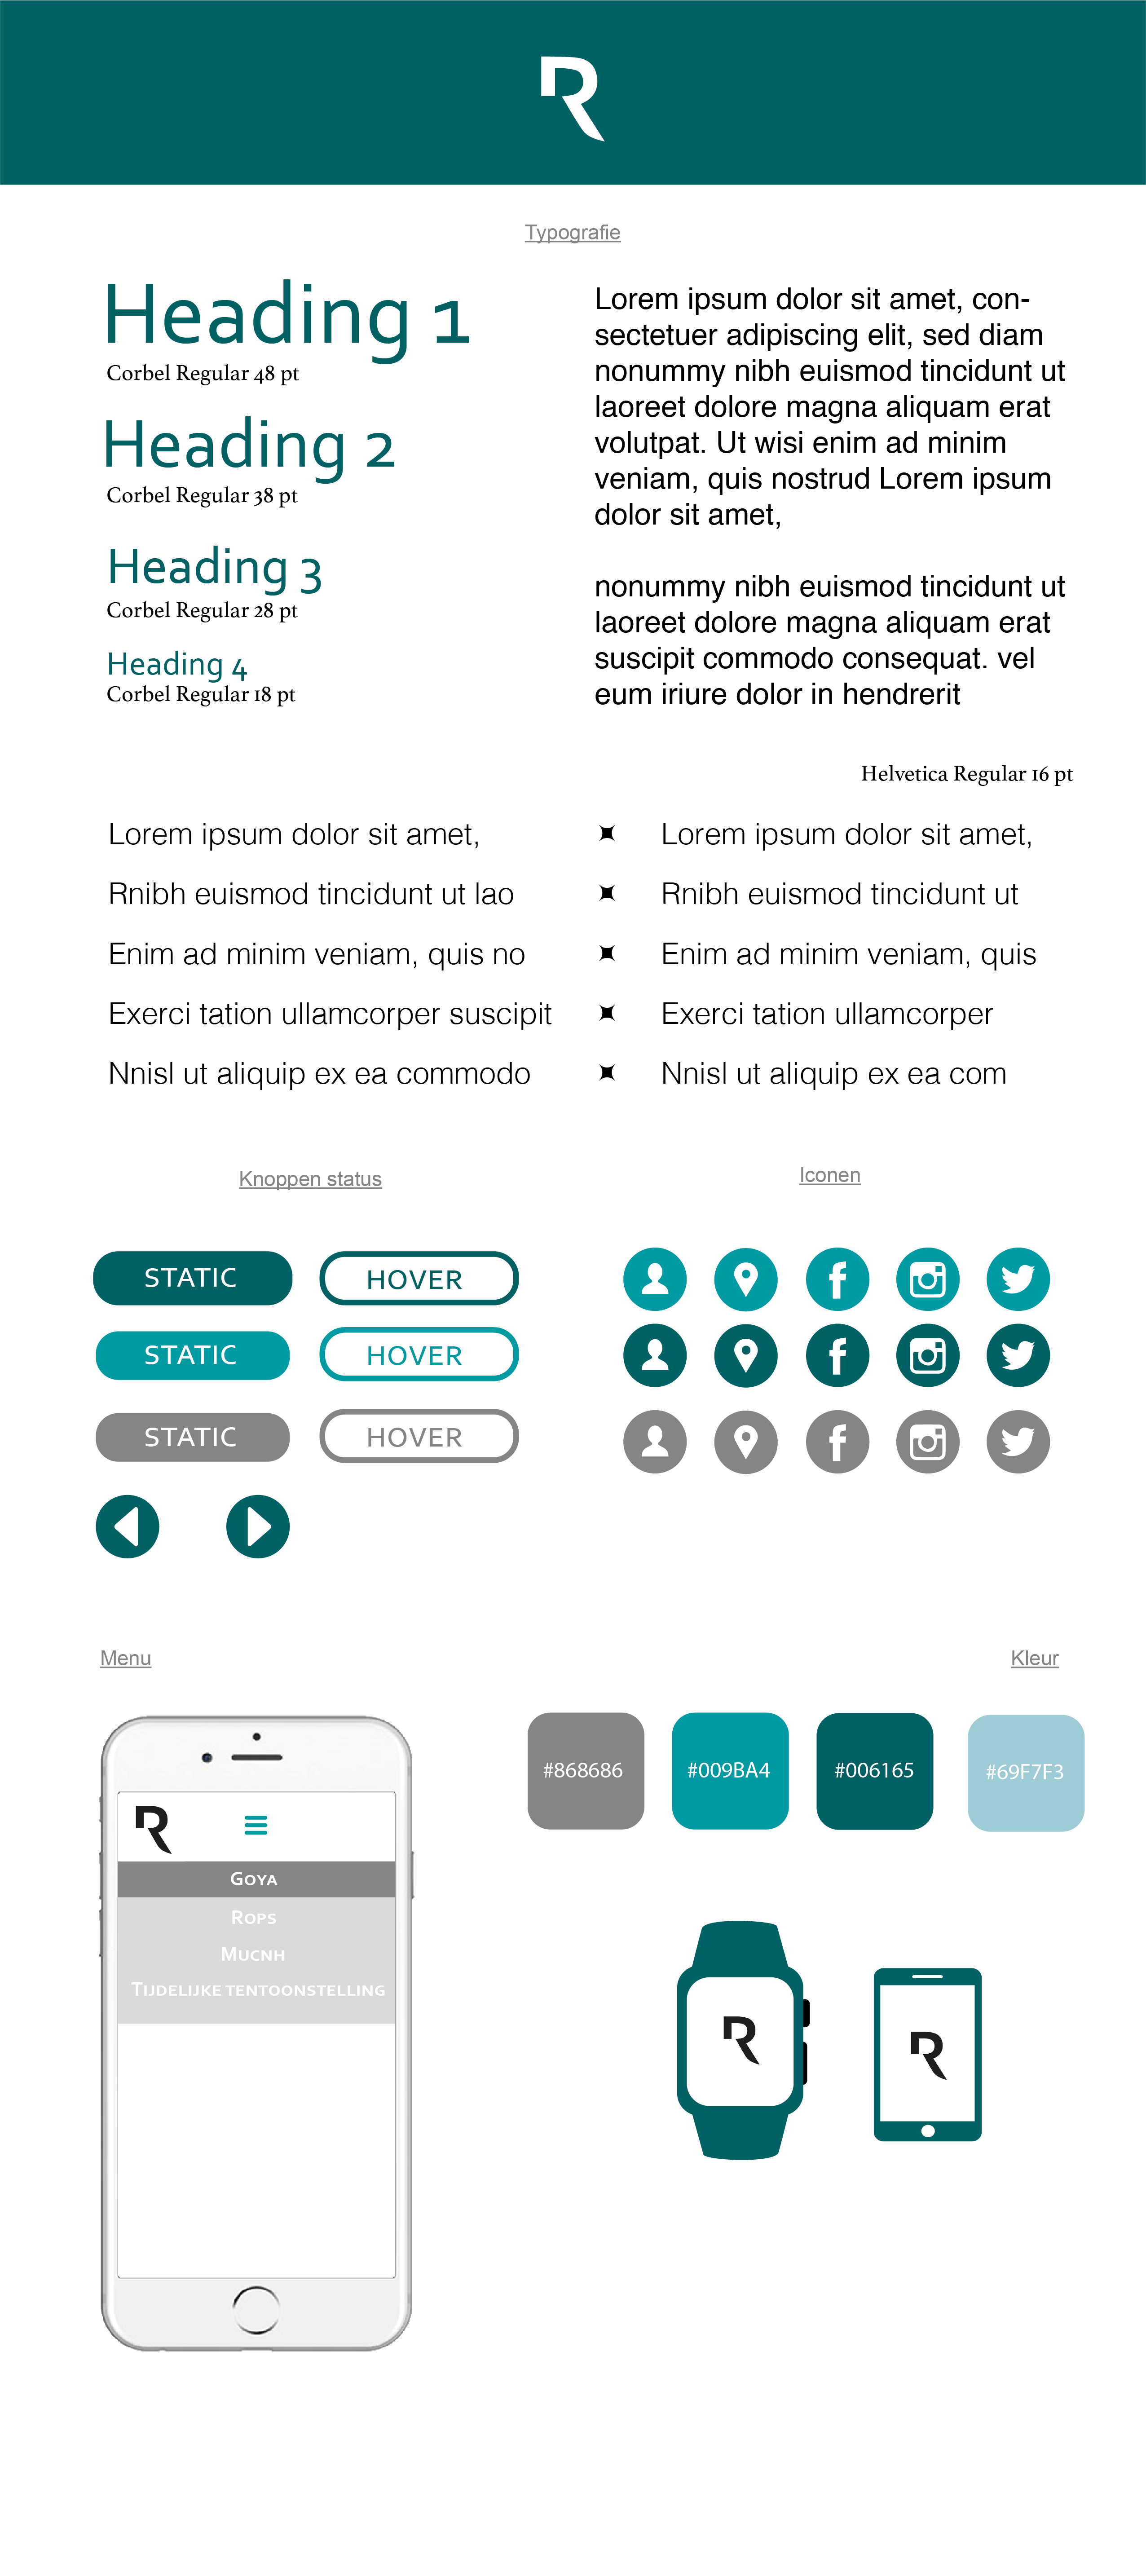 R
Typografie
Heading 1
Corbel Regular 48 pt
Heading 2
Corbel Regular 38 pt
Heading 3
Corbel Regular 28 pt
Heading 4
Corbel Regular 18 pt
Lorem ipsum dolor sit amet, con-
sectetuer adipiscing elit, sed diam
nonummy nibh euismod tincidunt ut
laoreet dolore magna aliquam erat
volutpat. Ut wisi enim ad minim
veniam, quis nostrud Lorem ipsum
dolor sit amet,
nonummy nibh euismod tincidunt ut
laoreet dolore magna aliquam erat
suscipit commodo consequat. vel
eum iriure dolor in hendrerit
Helvetica Regular 16 pt
Lorem ipsum dolor sit amet,
Rnibh euismod tincidunt ut lao
Enim ad minim veniam, quis no
Exerci tation ullamcorper suscipit
Nnisl ut aliquip ex ea commodo
Lorem ipsum dolor sit amet,
Rnibh euismod tincidunt ut
Enim ad minim veniam, quis
Exerci tation ullamcorper
Nnisl ut aliquip ex ea com
Knoppen status
STATIC HOVER
STATIC HOVER
STATIC HOVER
Iconen
Menu
R
Goya
Rops
Mucnh
Tijdelijke tentoonstelling
Kleur
#868686 #009BA4 #006165 #69F7F3
R R